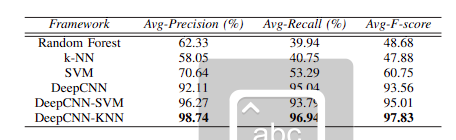 Framework Avg-Precision (%) Avg-Recall (%) Avg-F-score
Random Forest 62.33 39.94 48.68
k-NN 58.05 40.75 47.88
SVM 70.64 53.29 60.75
DeepCNN 92.11 95.04 93.56
DeepCNN-SVM 96.27 93.79 95.01
DeepCNN-KNN 98.74 96.94 97.83
abc